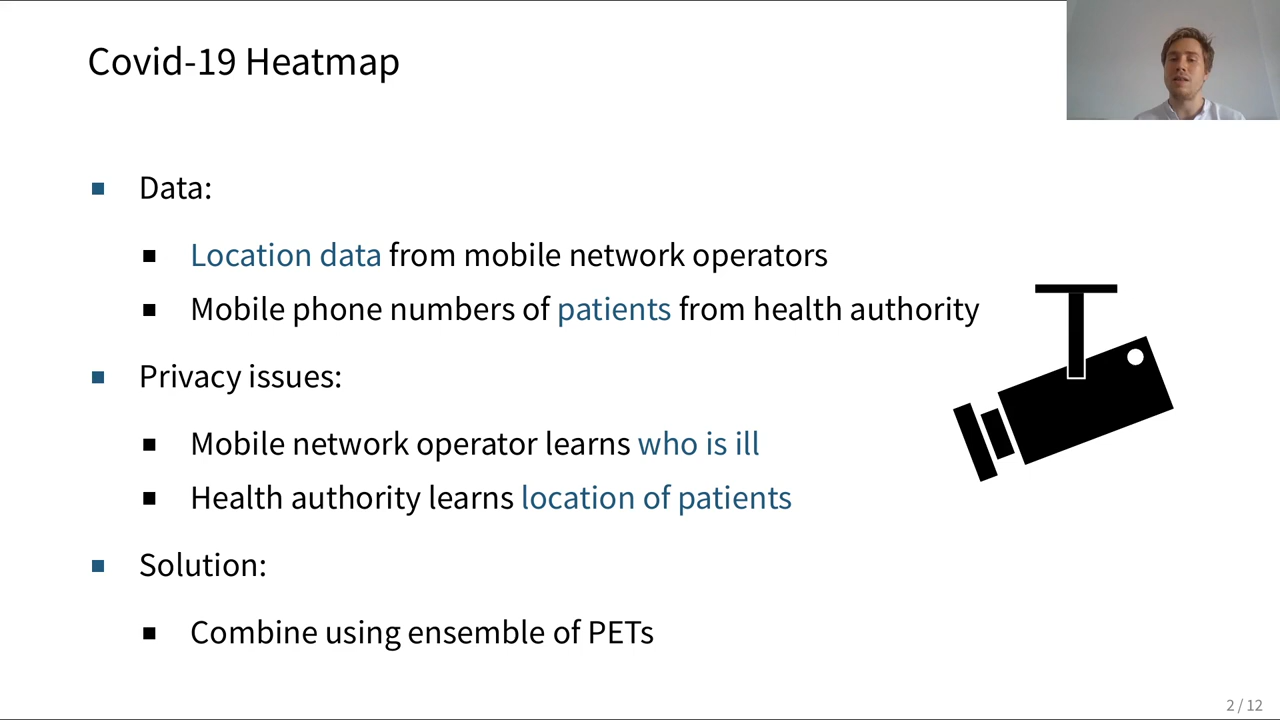 Covid-19 Heatmap
Data:
Location data from mobile network operators
Mobile phone numbers of patients from health authority
Privacy issues:
Mobile network operator learns who is ill
Health authority learns location of patients
Solution:
Combine using ensemble of PETs
2 / 12